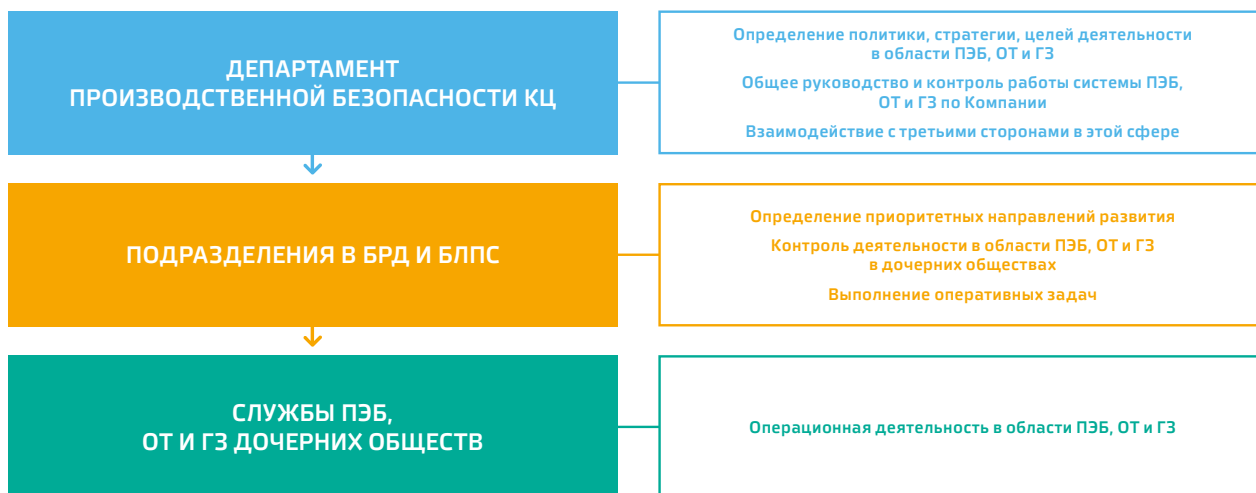 ДЕПАРТАМЕНТ
ПРОИЗВОДСТВЕННОЙ БЕЗОПАСНОСТИ КЦ
Определение политики, стратегии, целей деятельности
в области ПЭБ, ОТ и ГЗ
Общее руководство и контроль работы системы ПЭБ,
ОТ и ГЗ по Компании
Взаимодействие с третьими сторонами в этой сфере
ПОДРАЗДЕЛЕНИЯ В БРД И БЛПС
Определение приоритетных направлений развития
Контроль деятельности в области ПЭБ, ОТ и ГЗ
в дочерних обществах
Выполнение оперативных задач
СЛУЖБЫ ПЭБ,
ОТ И ГЗ ДОЧЕРНИХ ОБЩЕСТВ
Операционная деятельность в области ПЭБ, ОТ и ГЗ